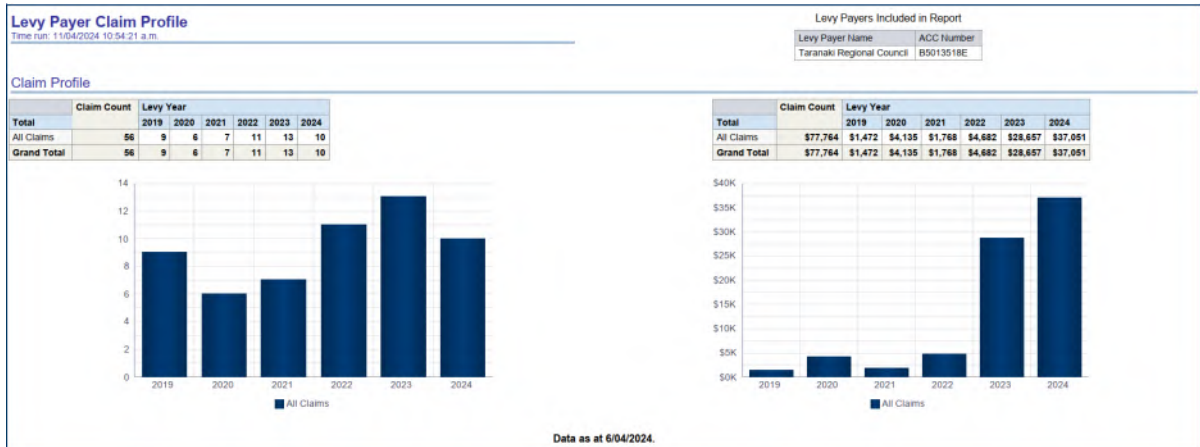 Levy Payer Claim Profile
Time run: 11/04/2024 10:54:21 a.m.
Levy Payers Included in Report
Levy Payer Name ACC Number
Taranaki Regional Council B5013518E
Claim Profile
Claim Count Levy Year
Total 2019 2020 2021 2022 2023 2024
All Claims 56 9 6 7 11 13 10
Grand Total 56 9 6 7 11 13 10
14
12
10
8
6
4
2
0
2019 2020 2021 2022 2023 2024
All Claims
Claim Count Levy Year
Total 2019 2020 2021 2022 2023 2024
All Claims $77,764 $1,472 $4,135 $1,768 $4,682 $28,657 $37,051
Grand Total $77,764 $1,472 $4,135 $1,768 $4,682 $28,657 $37,051
$40K
$35K
$30K
$25K
$20K
$15K
$10K
$5K
$0K
2019 2020 2021 2022 2023 2024
All Claims
Data as at 6/04/2024.